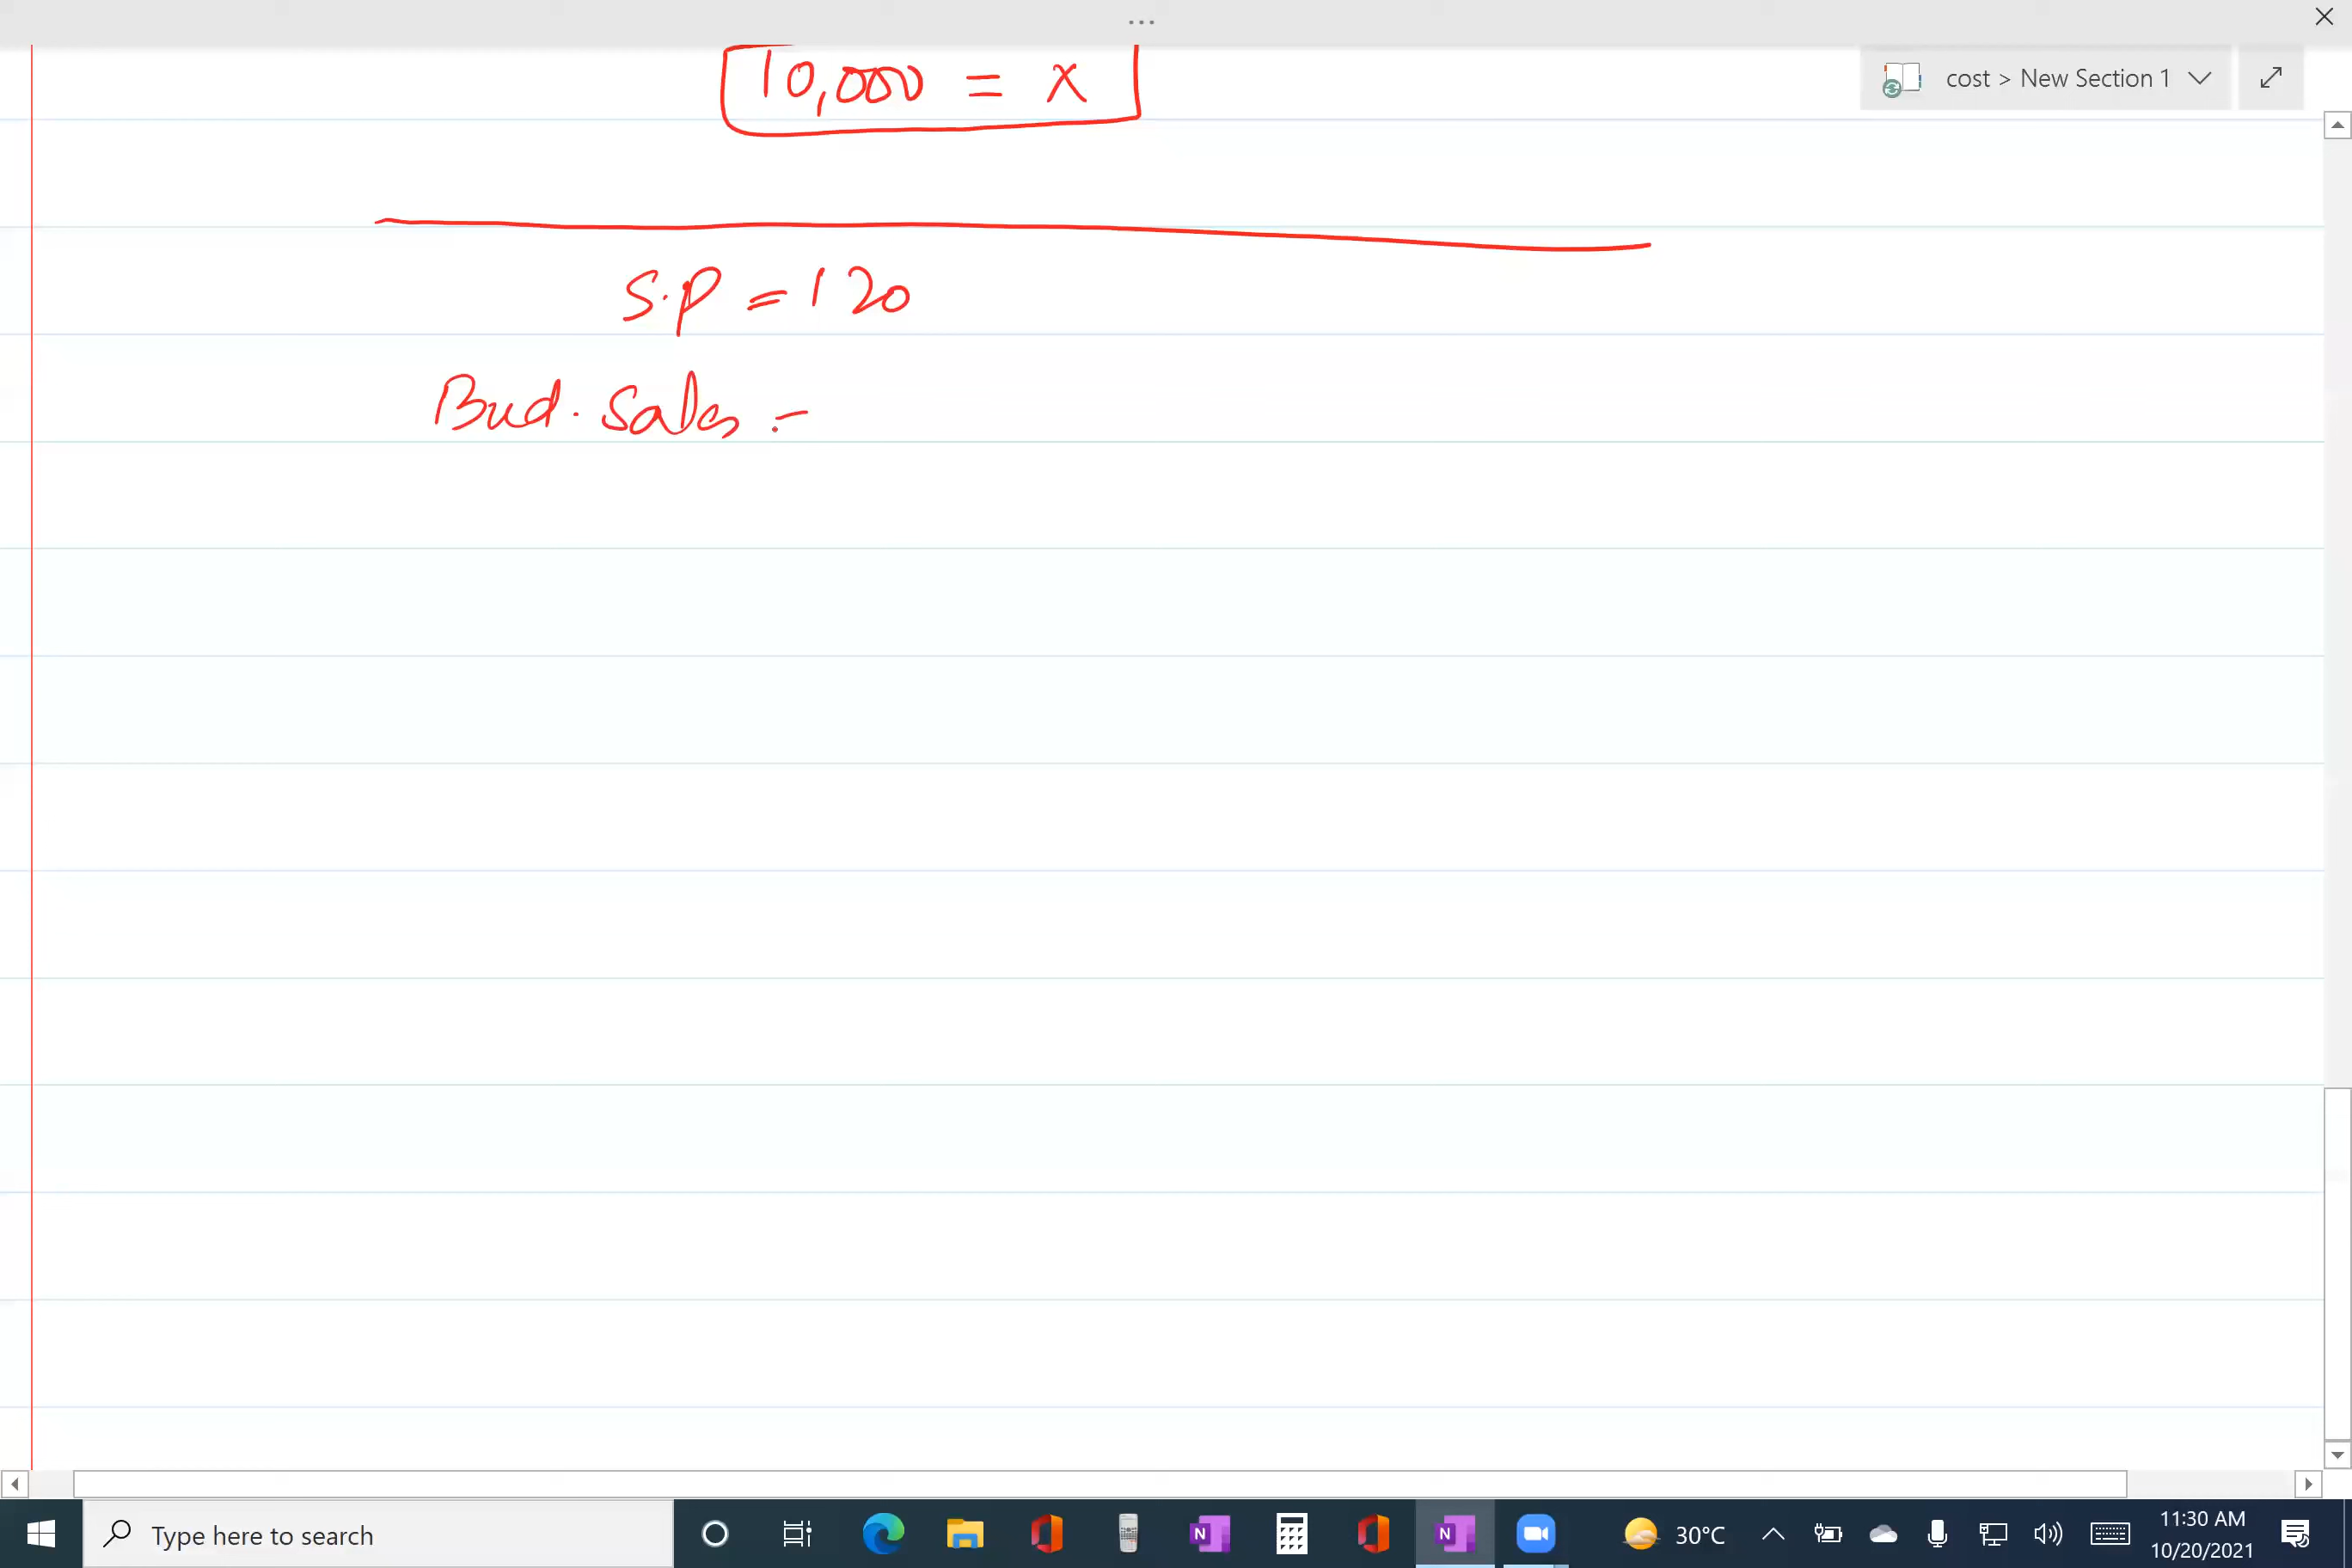 ...
10,000 = x
cost > New Section 1
S.P = 120
Bud. Sales =
Type here to search
30°C
11:30 AM
10/20/2021